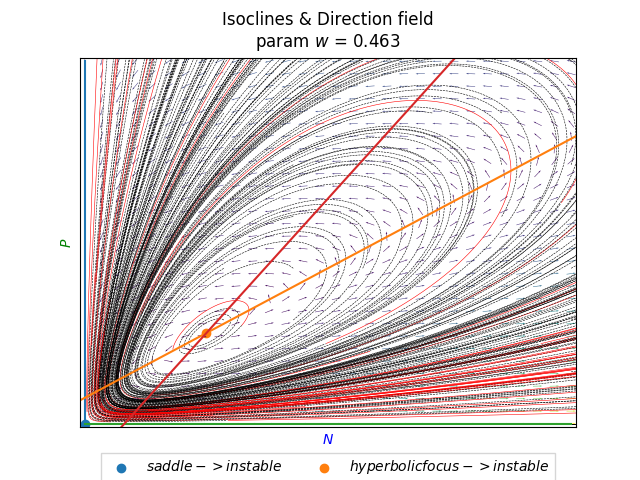 Isoclines & Direction field
param w = 0.463
P
N
saddle -> instable
hyperbolicfocus -> instable